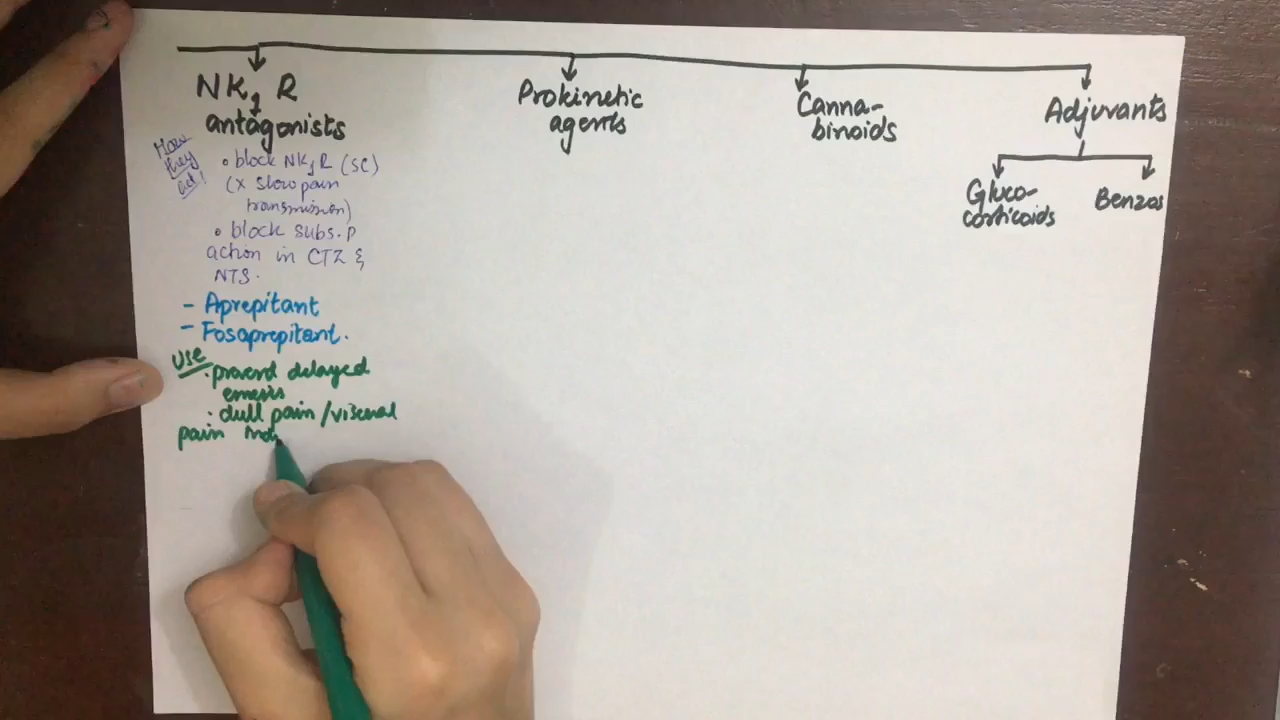 NK1 R
antagonists
How
they
act!
• block NK1R (SC)
(x slow pain
transmission)
• block subs. P
action in CTZ &
NTS.
- Aprepitant
- Fosaprepitant.
Use
• prevent delayed
emesis
• dull pain / visceral
pain
Prokinetic
agents
Canna-
binoids
Adjuvants
Gluco-
corticoids
Benzos